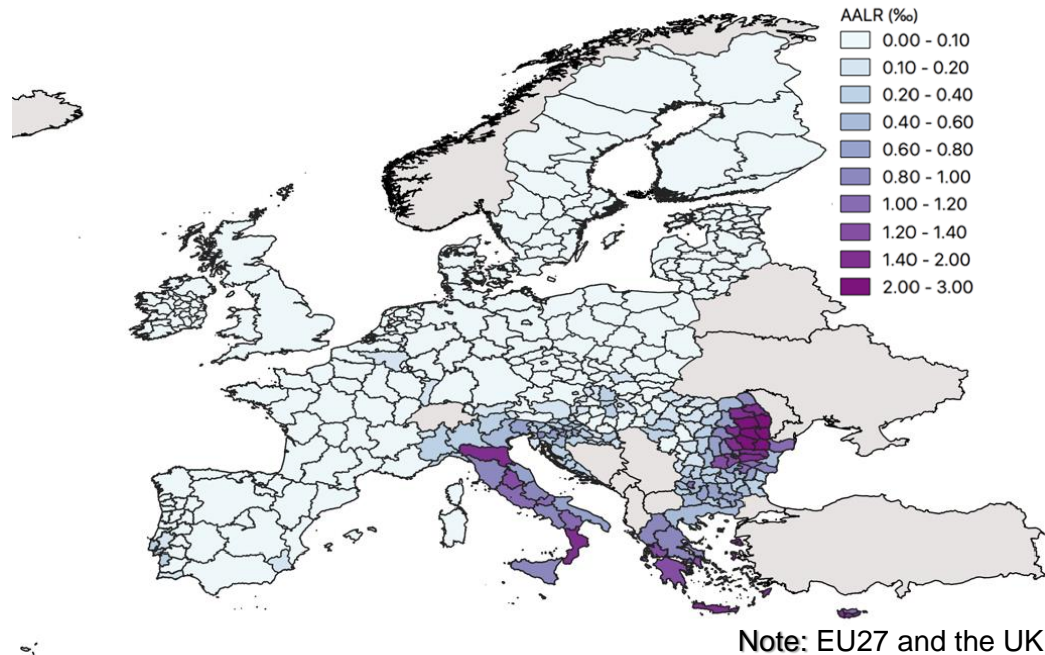 AALR (‰)
0.00 - 0.10
0.10 - 0.20
0.20 - 0.40
0.40 - 0.60
0.60 - 0.80
0.80 - 1.00
1.00 - 1.20
1.20 - 1.40
1.40 - 2.00
2.00 - 3.00
Note: EU27 and the UK